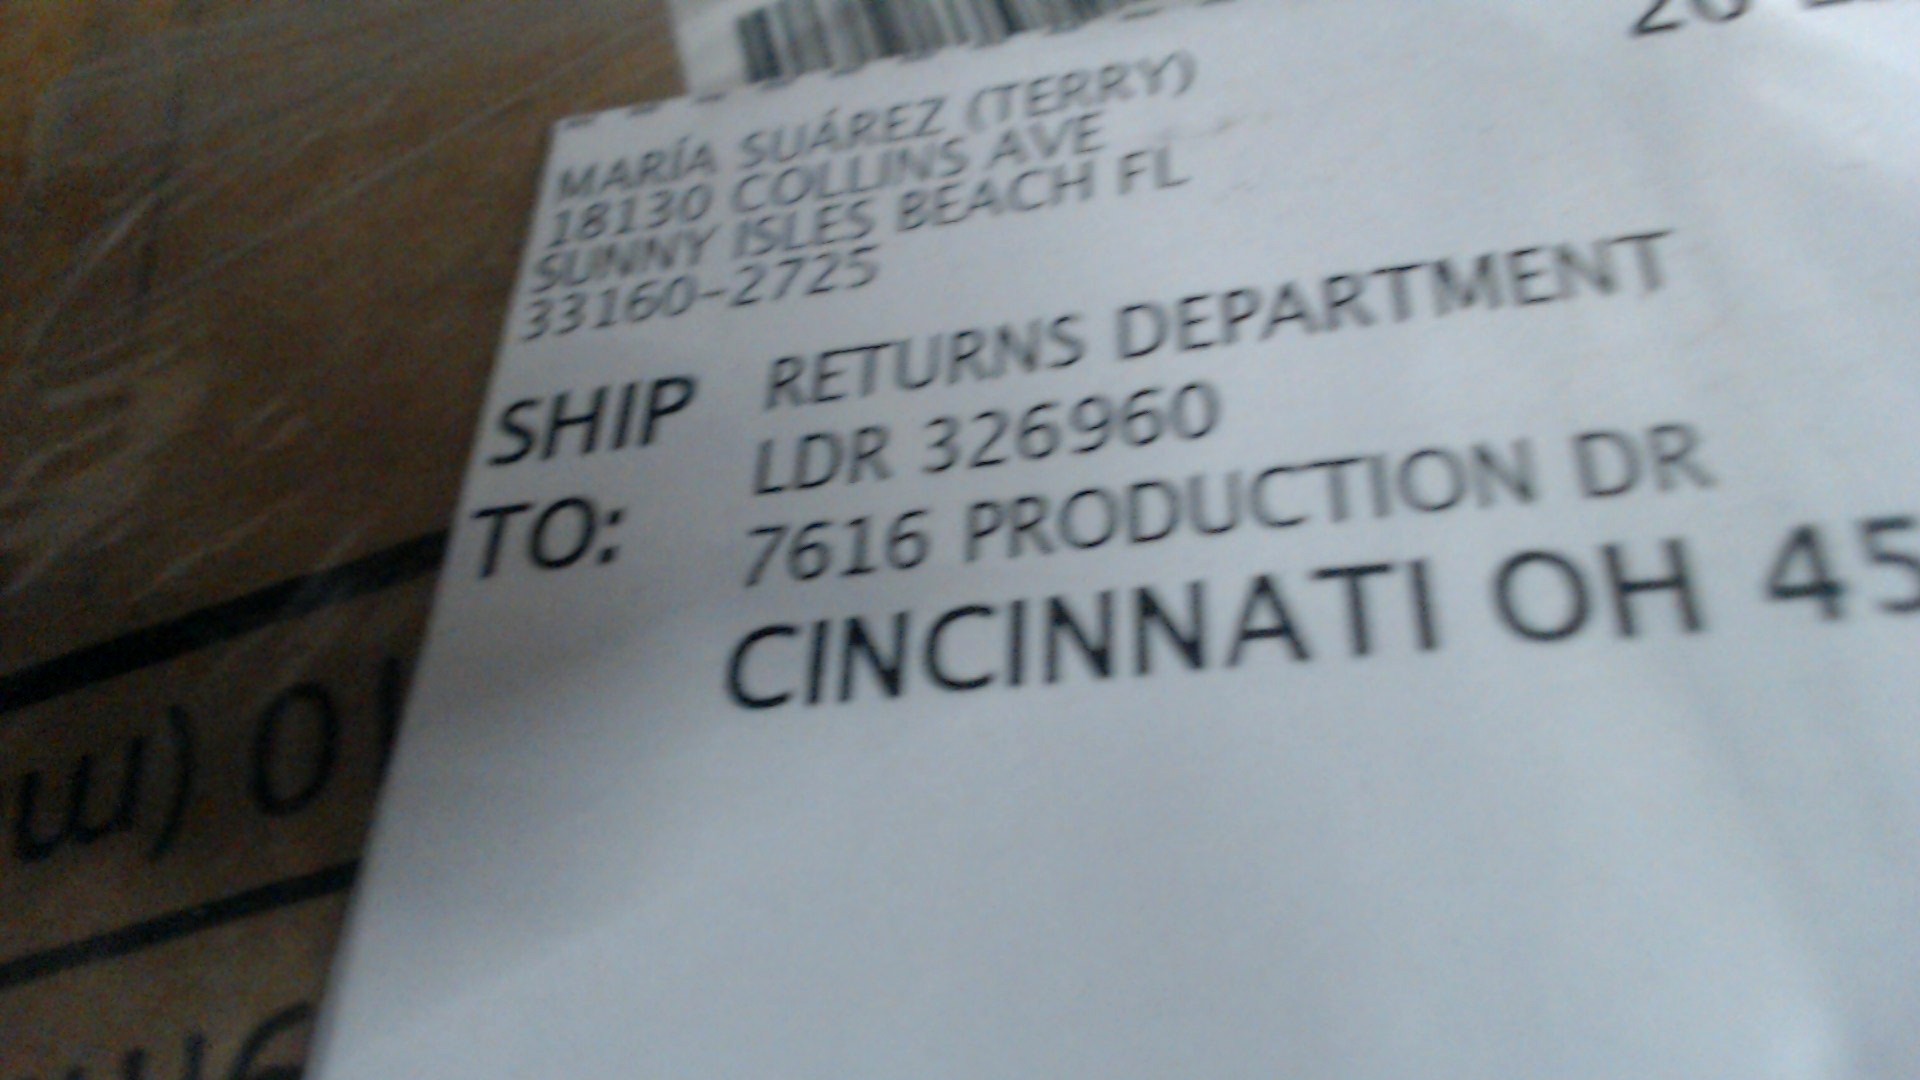 MARÍA SUÁREZ (TERRY)
18130 COLLINS AVE
SUNNY ISLES BEACH FL
33160-2725
SHIP TO:
RETURNS DEPARTMENT
LDR 326960
7616 PRODUCTION DR
CINCINNATI OH 45